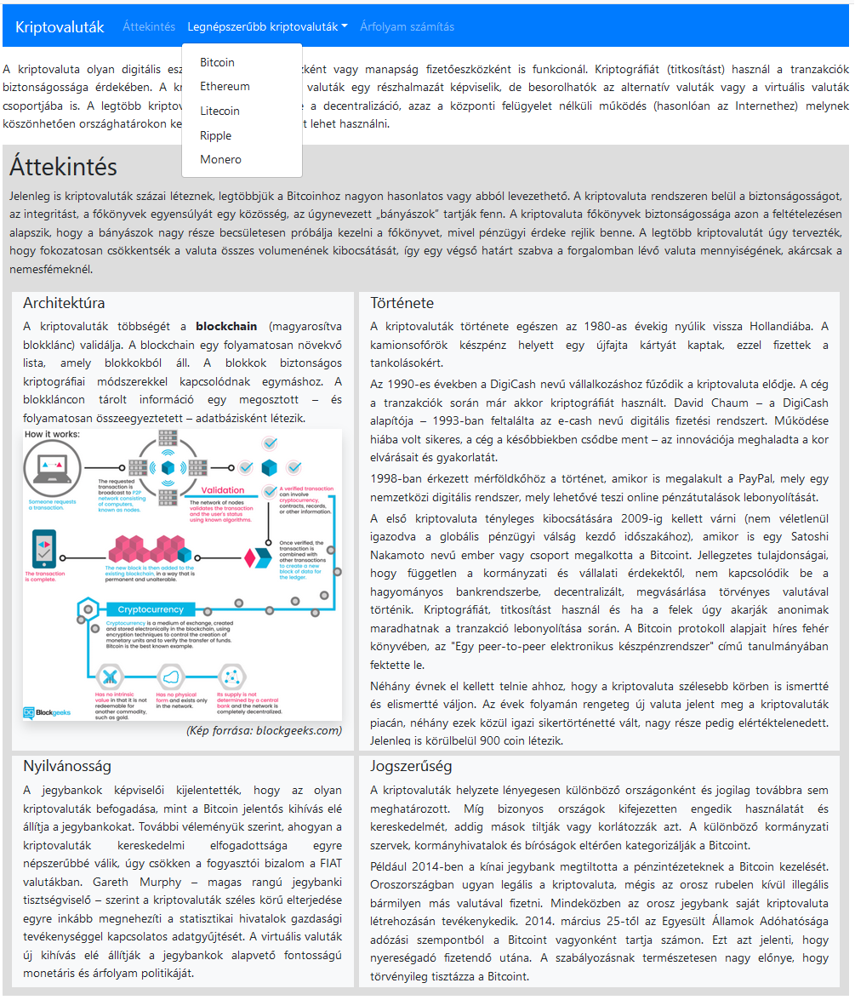 Kriptovaluták Áttekintés Legnépszerűbb kriptovaluták Árfolyam számítás
Bitcoin
Ethereum
Litecoin
Ripple
Monero
A kriptovaluta olyan digitális esz zként vagy manapság fizetőeszközként is funkcionál. Kriptográfiát (titkosítást) használ a tranzakciók
biztonságossága érdekében. A kr valuták egy részhalmazát képviselik, de besorolhatók az alternatív valuták vagy a virtuális valuták
csoportjába is. A legtöbb kriptov e a decentralizáció, azaz a központi felügyelet nélküli működés (hasonlóan az Internethez) melynek
köszönhetően országhatárokon ke t lehet használni.
Áttekintés
Jelenleg is kriptovaluták százai léteznek, legtöbbjük a Bitcoinhoz nagyon hasonlatos vagy abból levezethető. A kriptovaluta rendszeren belül a biztonságosságot,
az integritást, a főkönyvek egyensúlyát egy közösség, az úgynevezett „bányászok” tartják fenn. A kriptovaluta főkönyvek biztonságossága azon a feltételezésen
alapszik, hogy a bányászok nagy része becsületesen próbálja kezelni a főkönyvet, mivel pénzügyi érdeke rejlik benne. A legtöbb kriptovalutát úgy tervezték,
hogy fokozatosan csökkentsék a valuta összes volumenének kibocsátását, így egy végső határt szabva a forgalomban lévő valuta mennyiségének, akárcsak a
nemesfémeknél.
Architektúra
A kriptovaluták többségét a blockchain (magyarosítva
blokklánc) validálja. A blockchain egy folyamatosan növekvő
lista, amely blokkokból áll. A blokkok biztonságos
kriptográfiai módszerekkel kapcsolódnak egymáshoz. A
blokkláncon tárolt információ egy megosztott – és
folyamatosan összeegyeztetett – adatbázisként létezik.
How it works:
Someone requests
a transaction.
The requested
transaction is
broadcast to P2P
network consisting
of computers,
known as nodes.
Validation
The network of nodes
validates the transaction
and the user's status
using known algorithms.
A verified transaction
can involve
cryptocurrency,
contracts, records,
or other information.
Once verified, the
transaction is
combined with
other transactions
to create a new
block of data for
the ledger.
The new block is then added to the
existing blockchain, in a way that is
permanent and unalterable.
The transaction
is complete.
Cryptocurrency
Cryptocurrency is a medium of exchange, created
and stored electronically in the blockchain, using
encryption techniques to control the creation of
monetary units and to verify the transfer of funds.
Bitcoin is the best known example.
Has no intrinsic
value in that it is not
redeemable for
another commodity,
such as gold.
Has no physical
form and exists only
in the network.
Its supply is not
determined by a central
bank and the network is
completely decentralized.
Blockgeeks
(Kép forrása: blockgeeks.com)
Története
A kriptovaluták története egészen az 1980-as évekig nyúlik vissza Hollandiába. A
kamionsofőrök készpénz helyett egy újfajta kártyát kaptak, ezzel fizettek a
tankolásokért.
Az 1990-es években a DigiCash nevű vállalkozáshoz fűződik a kriptovaluta elődje. A cég
a tranzakciók során már akkor kriptográfiát használt. David Chaum – a DigiCash
alapítója – 1993-ban feltalálta az e-cash nevű digitális fizetési rendszert. Működése
hiába volt sikeres, a cég a későbbiekben csődbe ment – az innovációja meghaladta a kor
elvárásait és gyakorlatát.
1998-ban érkezett mérföldkőhöz a történet, amikor is megalakult a PayPal, mely egy
nemzetközi digitális rendszer, mely lehetővé teszi online pénzátutalások lebonyolítását.
A első kriptovaluta tényleges kibocsátására 2009-ig kellett várni (nem véletlenül
igazodva a globális pénzügyi válság kezdő időszakához), amikor is egy Satoshi
Nakamoto nevű ember vagy csoport megalkotta a Bitcoint. Jellegzetes tulajdonságai,
hogy független a kormányzati és vállalati érdekektől, nem kapcsolódik be a
hagyományos bankrendszerbe, decentralizált, megvásárlása törvényes valutával
történik. Kriptográfiát, titkosítást használ és ha a felek úgy akarják anonimak
maradhatnak a tranzakció lebonyolítása során. A Bitcoin protokoll alapjait híres fehér
könyvében, az "Egy peer-to-peer elektronikus készpénzrendszer" című tanulmányában
fektette le.
Néhány évnek el kellett telnie ahhoz, hogy a kriptovaluta szélesebb körben is ismertté
és elismertté váljon. Az évek folyamán rengeteg új valuta jelent meg a kriptovaluták
piacán, néhány ezek közül igazi sikertörténetté vált, nagy része pedig elértéktelenedett.
Jelenleg is körülbelül 900 coin létezik.
Nyilvánosság
A jegybankok képviselői kijelentették, hogy az olyan
kriptovaluták befogadása, mint a Bitcoin jelentős kihívás elé
állítja a jegybankokat. További véleményük szerint, ahogyan a
kriptovaluták kereskedelmi elfogadottsága egyre
népszerűbbé válik, úgy csökken a fogyasztói bizalom a FIAT
valutákban. Gareth Murphy – magas rangú jegybanki
tisztségviselő – szerint a kriptovaluták széles körű elterjedése
egyre inkább megnehezíti a statisztikai hivatalok gazdasági
tevékenységgel kapcsolatos adatgyűjtését. A virtuális valuták
új kihívás elé állítják a jegybankok alapvető fontosságú
monetáris és árfolyam politikáját.
Jogszerűség
A kriptovaluták helyzete lényegesen különböző országonként és jogilag továbbra sem
meghatározott. Míg bizonyos országok kifejezetten engedik használatát és
kereskedelmét, addig mások tiltják vagy korlátozzák azt. A különböző kormányzati
szervek, kormányhivatalok és bíróságok eltérően kategorizálják a Bitcoint.
Például 2014-ben a kínai jegybank megtiltotta a pénzintézeteknek a Bitcoin kezelését.
Oroszországban ugyan legális a kriptovaluta, mégis az orosz rubelen kívül illegális
bármilyen más valutával fizetni. Mindeközben az orosz jegybank saját kriptovaluta
létrehozásán tevékenykedik. 2014. március 25-től az Egyesült Államok Adóhatósága
adózási szempontból a Bitcoint vagyonként tartja számon. Ezt azt jelenti, hogy
nyereségadó fizetendő utána. A szabályozásnak természetesen nagy előnye, hogy
törvényileg tisztázza a Bitcoint.